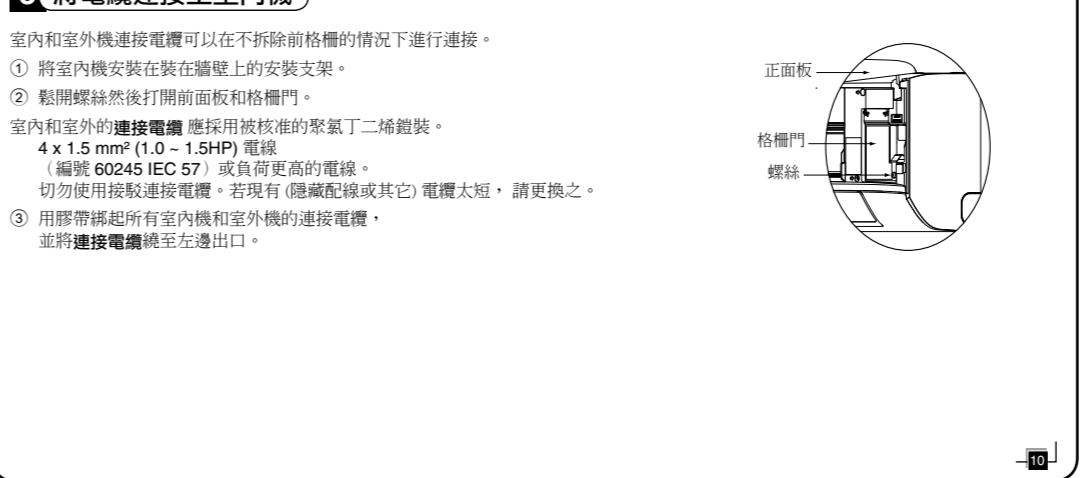 將電纜連接至室內機
室內和室外機連接電纜可以在不拆除前格柵的情況下進行連接。
① 將室內機安裝在裝在牆壁上的安裝支架。
② 鬆開螺絲然後打開前面板和格柵門。
室內和室外的連接電纜 應採用被核准的聚氯丁二烯鎧裝。
4 x 1.5 mm² (1.0 ~ 1.5HP) 電線
（編號 60245 IEC 57）或負荷更高的電線。
切勿使用接駁連接電纜。若現有 (隱藏配線或其它) 電纜太短， 請更換之。
③ 用膠帶綁起所有室內機和室外機的連接電纜，
並將連接電纜繞至左邊出口。
正面板
格柵門
螺絲
10